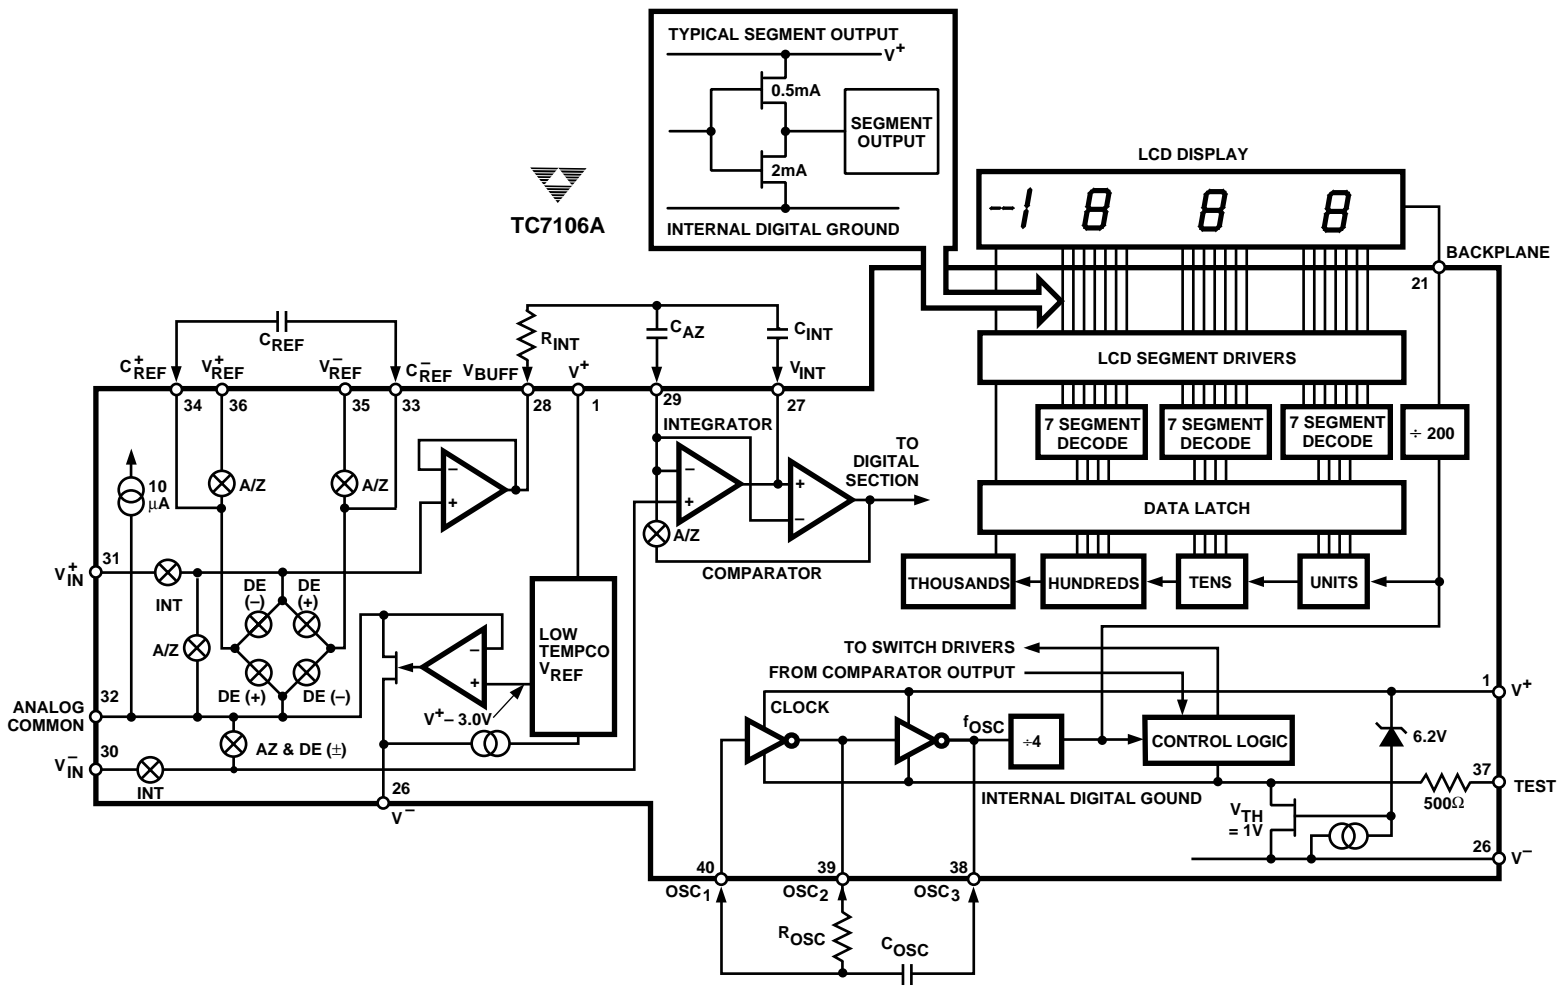 TYPICAL SEGMENT OUTPUT
V+
0.5mA
SEGMENT
OUTPUT
2mA
INTERNAL DIGITAL GROUND
TC7106A
LCD DISPLAY
–1 8 8 8
BACKPLANE
21
CREF
RINT
CAZ
CINT
C+REF
V+REF
V–REF
C–REF
VBUFF
V+
VINT
34
36
35
33
28
1
29
27
LCD SEGMENT DRIVERS
7 SEGMENT
DECODE
7 SEGMENT
DECODE
7 SEGMENT
DECODE
÷ 200
INTEGRATOR
TO
DIGITAL
SECTION
10
µA
A/Z
A/Z
–
+
–
+
+
–
A/Z
COMPARATOR
DATA LATCH
THOUSANDS
HUNDREDS
TENS
UNITS
31
V+IN
INT
DE
(–)
DE
(+)
A/Z
DE (+)
DE (–)
–
+
LOW
TEMPCO
VREF
V+ – 3.0V
32
ANALOG
COMMON
AZ & DE (±)
30
V–IN
INT
26
V–
TO SWITCH DRIVERS
FROM COMPARATOR OUTPUT
CLOCK
fOSC
÷4
CONTROL LOGIC
1
V+
6.2V
37
TEST
500Ω
INTERNAL DIGITAL GOUND
VTH
= 1V
26
V–
40
39
38
OSC1
OSC2
OSC3
ROSC
COSC